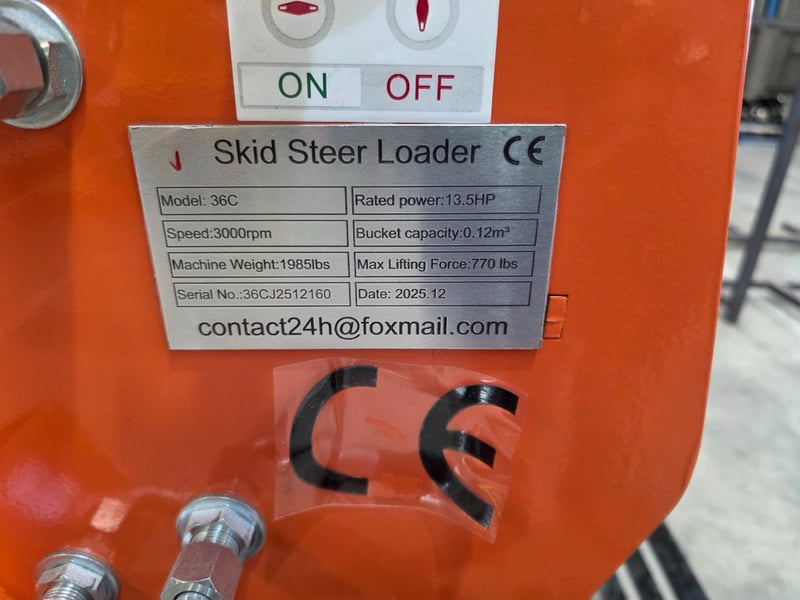 ON OFF
Skid Steer Loader CE
Model: 36C
Rated power:13.5HP
Speed:3000rpm
Bucket capacity:0.12m³
Machine Weight:1985lbs
Max Lifting Force:770 lbs
Serial No.:36CJ2512160
Date: 2025.12
contact24h@foxmail.com
CE